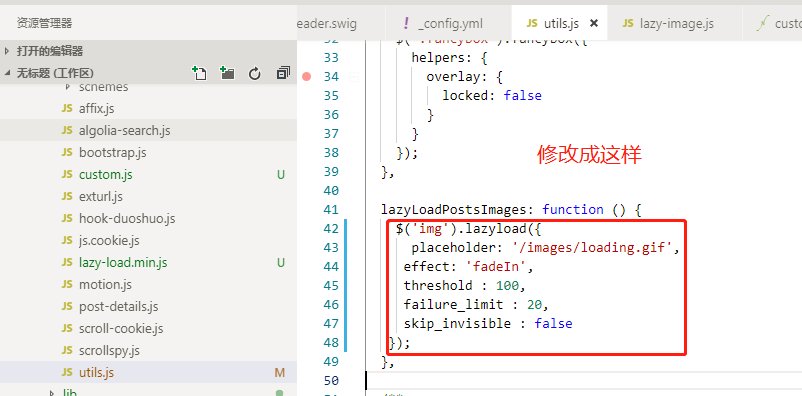 资源管理器
打开的编辑器
无标题 (工作区)
schemes
JS affix.js
JS algolia-search.js
JS bootstrap.js
JS custom.js U
JS exturl.js
JS hook-duoshuo.js
JS js.cookie.js
JS lazy-load.min.js U
JS motion.js
JS post-details.js
JS scroll-cookie.js
JS scrollspy.js
JS utils.js M
lib
eader.swig ! _config.yml JS utils.js × JS lazy-image.js custo
32 $('.fancybox').fancybox({
33 helpers: {
34 overlay: {
35 locked: false
36 }
37 }
38 });
39 },
40
41 lazyLoadPostsImages: function () {
42 $('img').lazyload({
43 placeholder: '/images/loading.gif',
44 effect: 'fadeIn',
45 threshold : 100,
46 failure_limit : 20,
47 skip_invisible : false
48 });
49 },
50
修改成这样